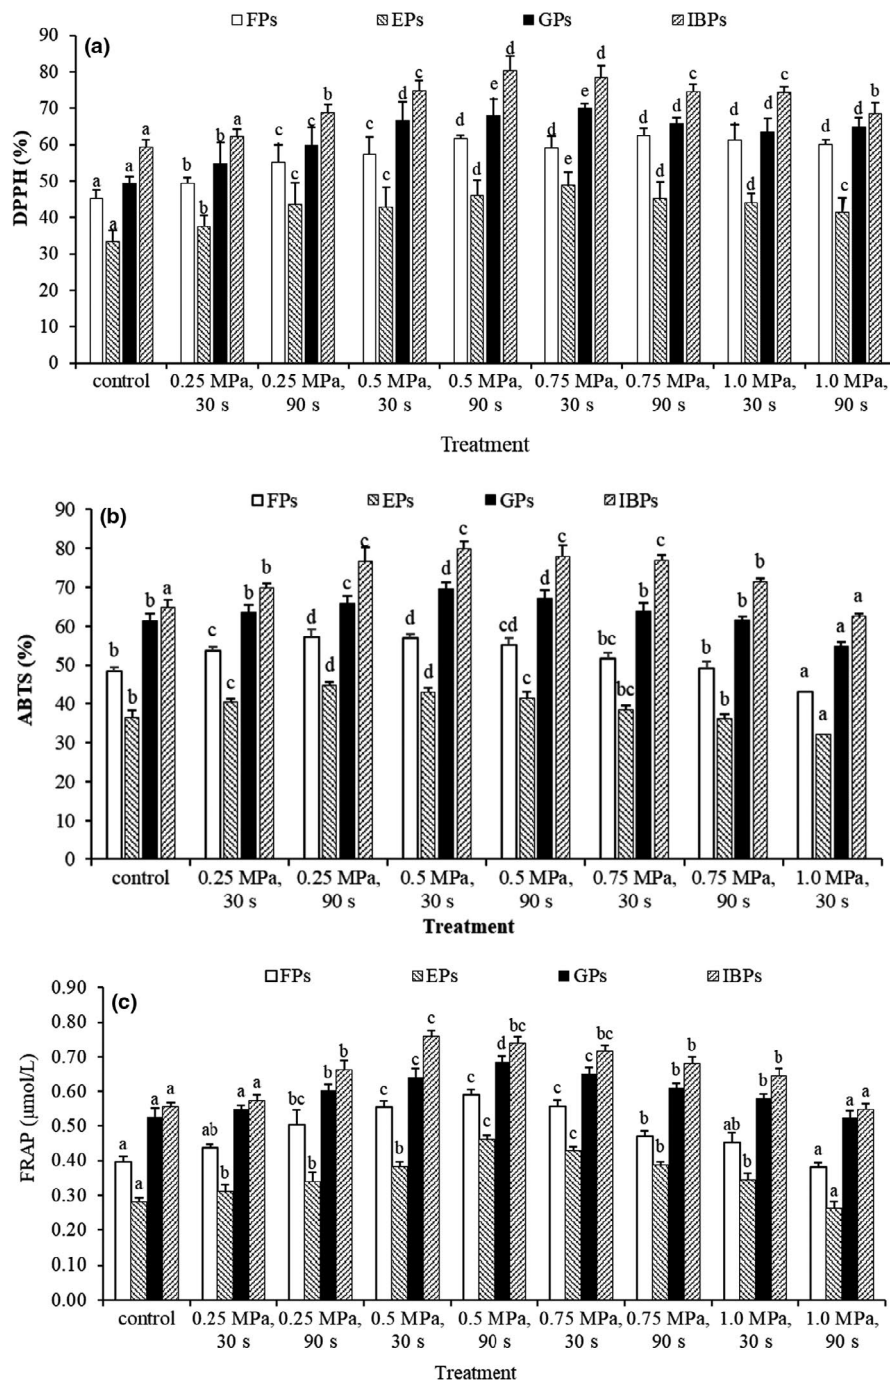 (a)
FPs EPs GPs IBPs
90
80
70
60
50
40
30
20
10
0
DPPH (%)
a a a a
b b d a
c c c b
d c d c
d d e d
d e e d
d d d c
d d d c
d c d b
control 0.25 MPa, 0.25 MPa, 0.5 MPa, 0.5 MPa, 0.75 MPa, 0.75 MPa, 1.0 MPa, 1.0 MPa,
30 s 90 s 30 s 90 s 30 s 90 s 30 s 90 s
Treatment
(b)
FPs EPs GPs IBPs
90
80
70
60
50
40
30
20
10
0
ABTS (%)
b b b a
c c b b
d d c c
d d d c
cd c d c
bc bc b c
b b b b
a a a a
control 0.25 MPa, 0.25 MPa, 0.5 MPa, 0.5 MPa, 0.75 MPa, 0.75 MPa, 1.0 MPa,
30 s 90 s 30 s 90 s 30 s 90 s 30 s
Treatment
(c)
FPs EPs GPs IBPs
0.90
0.80
0.70
0.60
0.50
0.40
0.30
0.20
0.10
0.00
FRAP (μmol/L)
a a a a
ab b a a
bc b b b
c b c c
c c d bc
c c c bc
b b b b
ab b b b
a a a a
control 0.25 MPa, 0.25 MPa, 0.5 MPa, 0.5 MPa, 0.75 MPa, 0.75 MPa, 1.0 MPa, 1.0 MPa,
30 s 90 s 30 s 90 s 30 s 90 s 30 s 90 s
Treatment